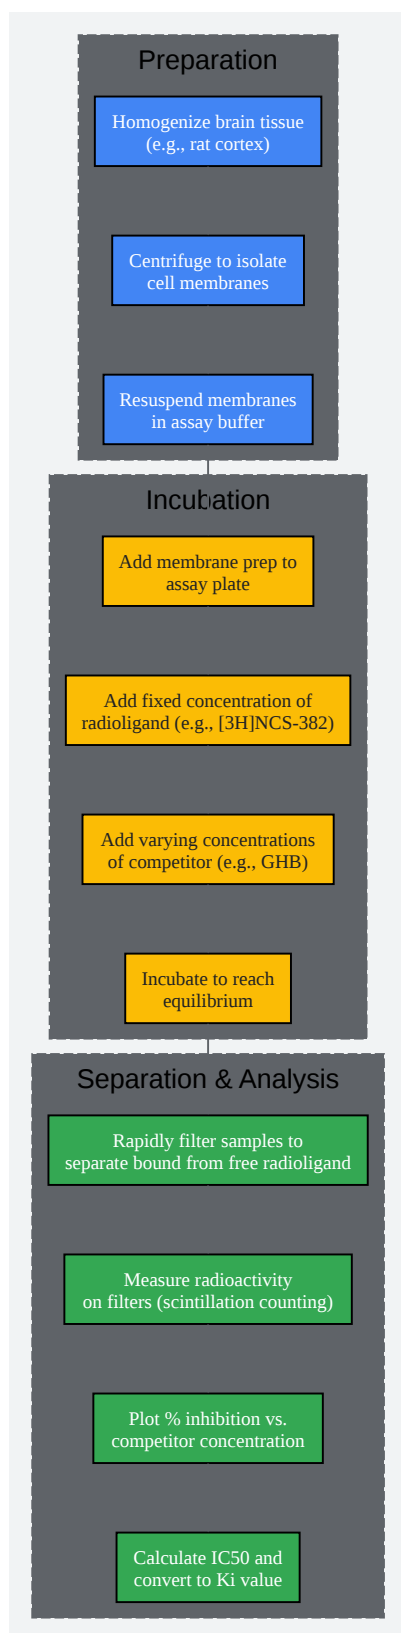 Preparation
Homogenize brain tissue
(e.g., rat cortex)
Centrifuge to isolate
cell membranes
Resuspend membranes
in assay buffer
Incubation
Add membrane prep to
assay plate
Add fixed concentration of
radioligand (e.g., [3H]NCS-382)
Add varying concentrations
of competitor (e.g., GHB)
Incubate to reach
equilibrium
Separation & Analysis
Rapidly filter samples to
separate bound from free radioligand
Measure radioactivity
on filters (scintillation counting)
Plot % inhibition vs.
competitor concentration
Calculate IC50 and
convert to Ki value